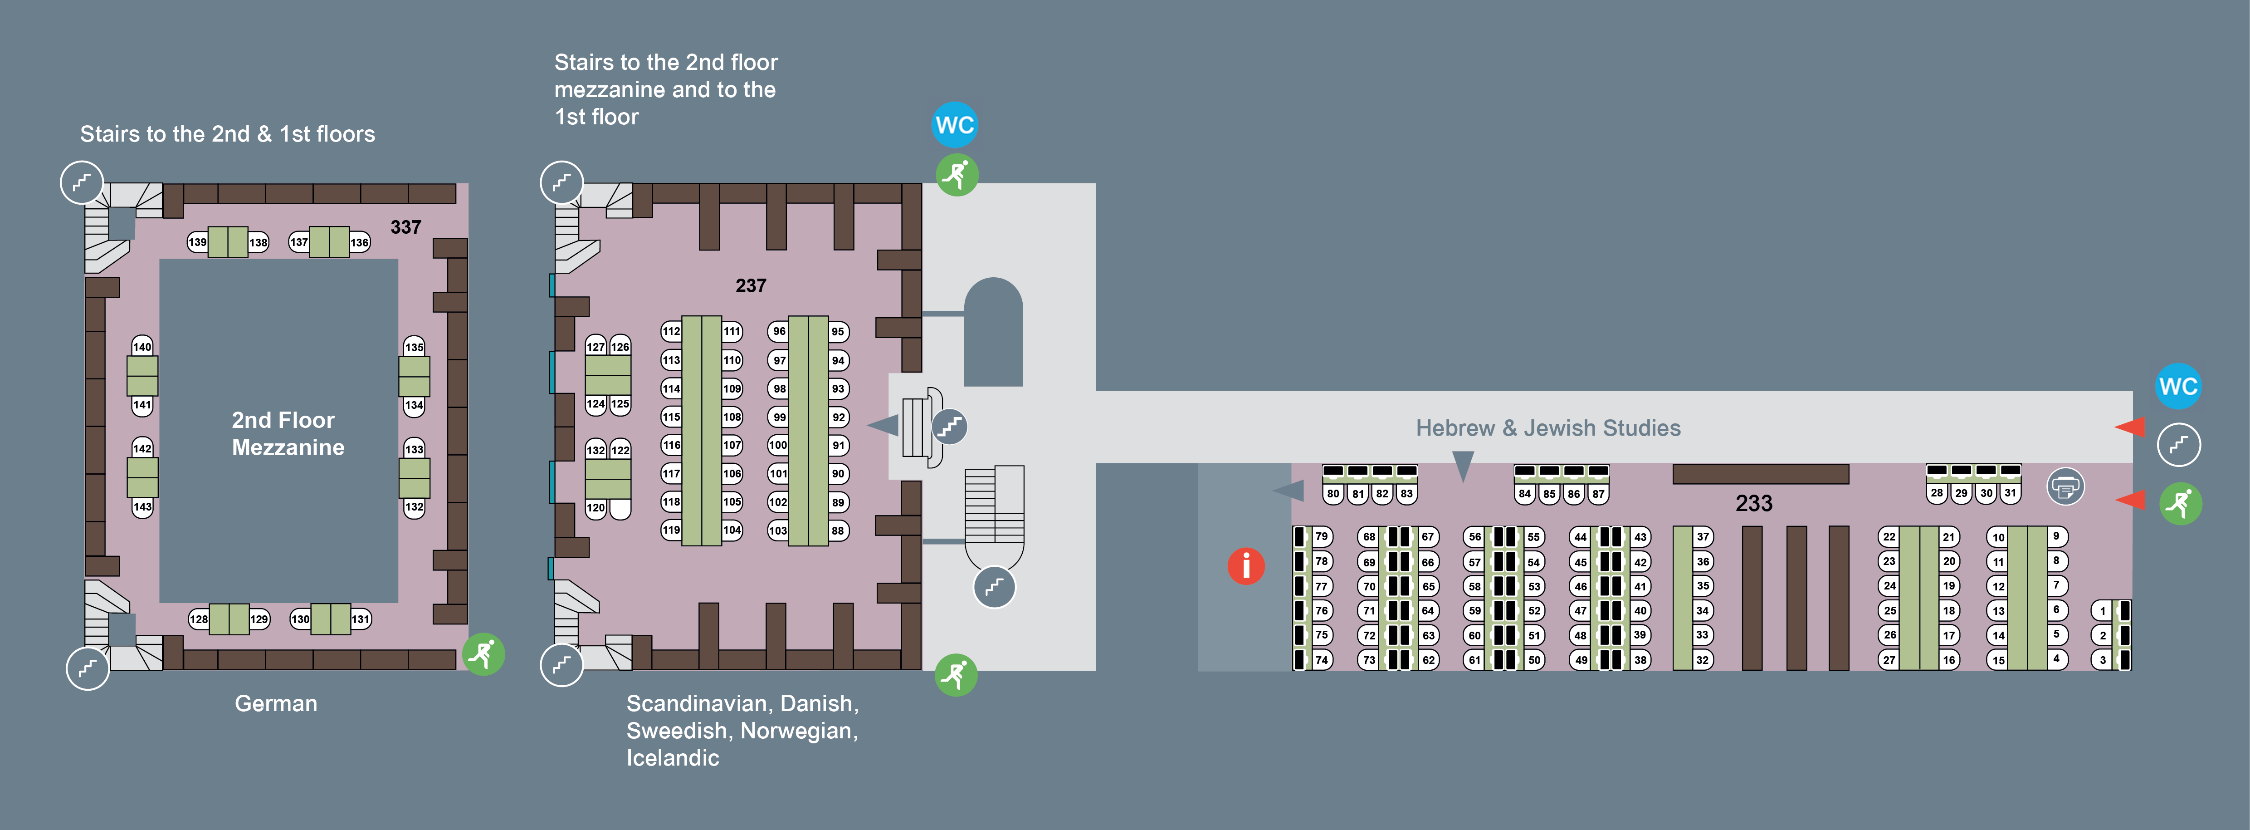 Stairs to the 2nd floor
mezzanine and to the
1st floor
WC
Stairs to the 2nd & 1st floors
337
139 138 137 136
140
141
142
143
135
134
133
132
2nd Floor
Mezzanine
128 129 130 131
German
237
127 126
124 125
132 122
120
112 111 96 95
113 110 97 94
114 109 98 93
115 108 99 92
116 107 100 91
117 106 101 90
118 105 102 89
119 104 103 88
Scandinavian, Danish,
Sweedish, Norwegian,
Icelandic
WC
Hebrew & Jewish Studies
i
80 81 82 83 84 85 86 87 28 29 30 31
233
79 68 67 56 55 44 43 37 22 21 10 9
78 69 66 57 54 45 42 36 23 20 11 8
77 70 65 58 53 46 41 35 24 19 12 7
76 71 64 59 52 47 40 34 25 18 13 6 1
75 72 63 60 51 48 39 33 26 17 14 5 2
74 73 62 61 50 49 38 32 27 16 15 4 3